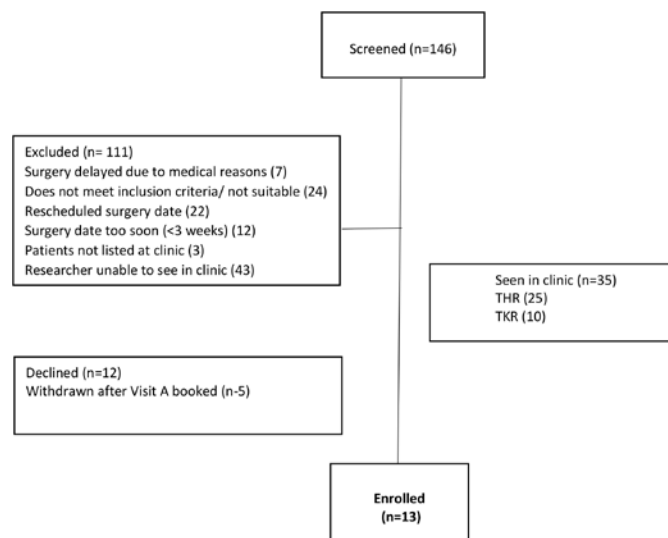 Screened (n=146)
Excluded (n= 111)
Surgery delayed due to medical reasons (7)
Does not meet inclusion criteria/ not suitable (24)
Rescheduled surgery date (22)
Surgery date too soon (<3 weeks) (12)
Patients not listed at clinic (3)
Researcher unable to see in clinic (43)
Seen in clinic (n=35)
THR (25)
TKR (10)
Declined (n=12)
Withdrawn after Visit A booked (n-5)
Enrolled
(n=13)